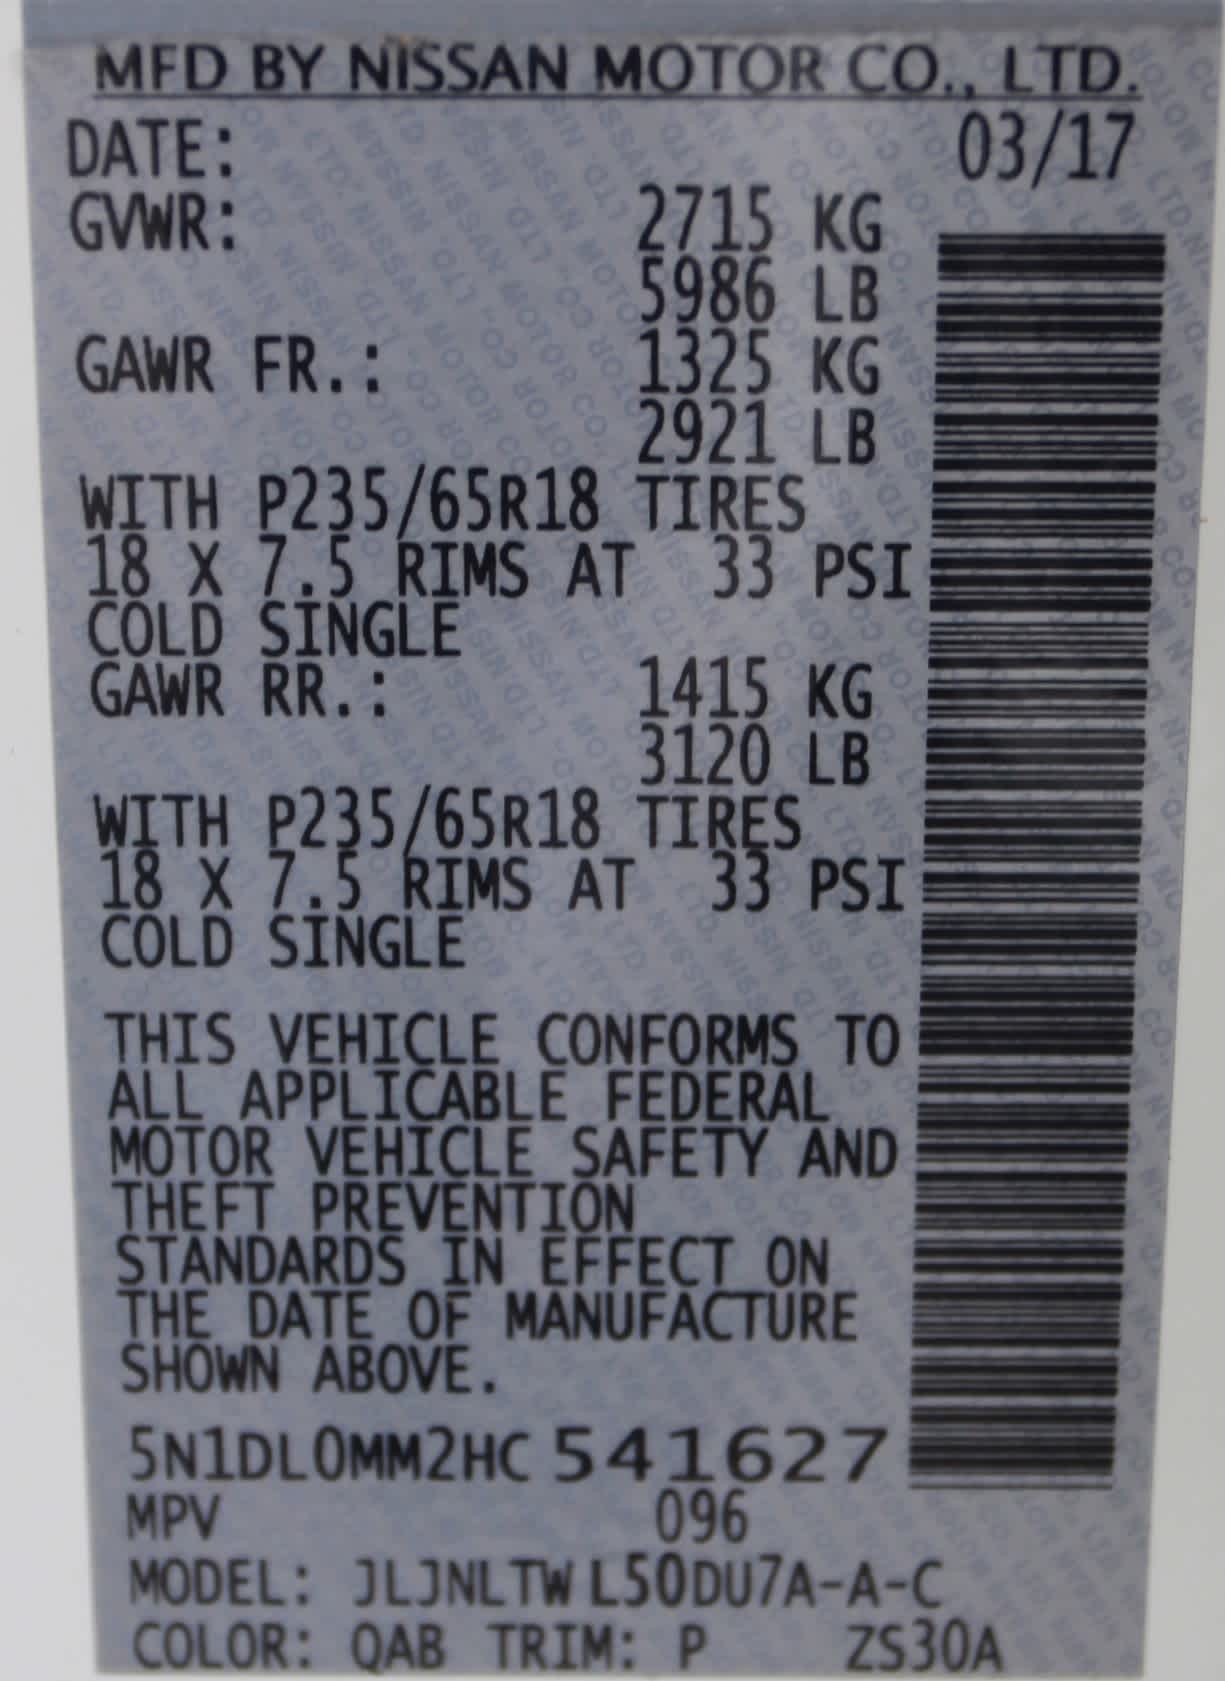 MFD BY NISSAN MOTOR CO., LTD.
DATE: 03/17
GVWR: 2715 KG
5986 LB
GAWR FR.: 1325 KG
2921 LB
WITH P235/65R18 TIRES
18 X 7.5 RIMS AT 33 PSI
COLD SINGLE
GAWR RR.: 1415 KG
3120 LB
WITH P235/65R18 TIRES
18 X 7.5 RIMS AT 33 PSI
COLD SINGLE
THIS VEHICLE CONFORMS TO
ALL APPLICABLE FEDERAL
MOTOR VEHICLE SAFETY AND
THEFT PREVENTION
STANDARDS IN EFFECT ON
THE DATE OF MANUFACTURE
SHOWN ABOVE.
5N1DL0MM2HC541627
MPV 096
MODEL: JLJNLTWL50DU7A-A-C
COLOR: QAB TRIM: P ZS30A